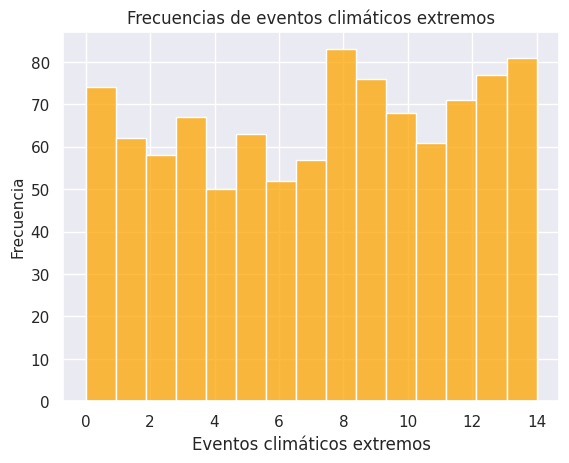 Frecuencias de eventos climáticos extremos
Frecuencia
80
70
60
50
40
30
20
10
0
0 2 4 6 8 10 12 14
Eventos climáticos extremos